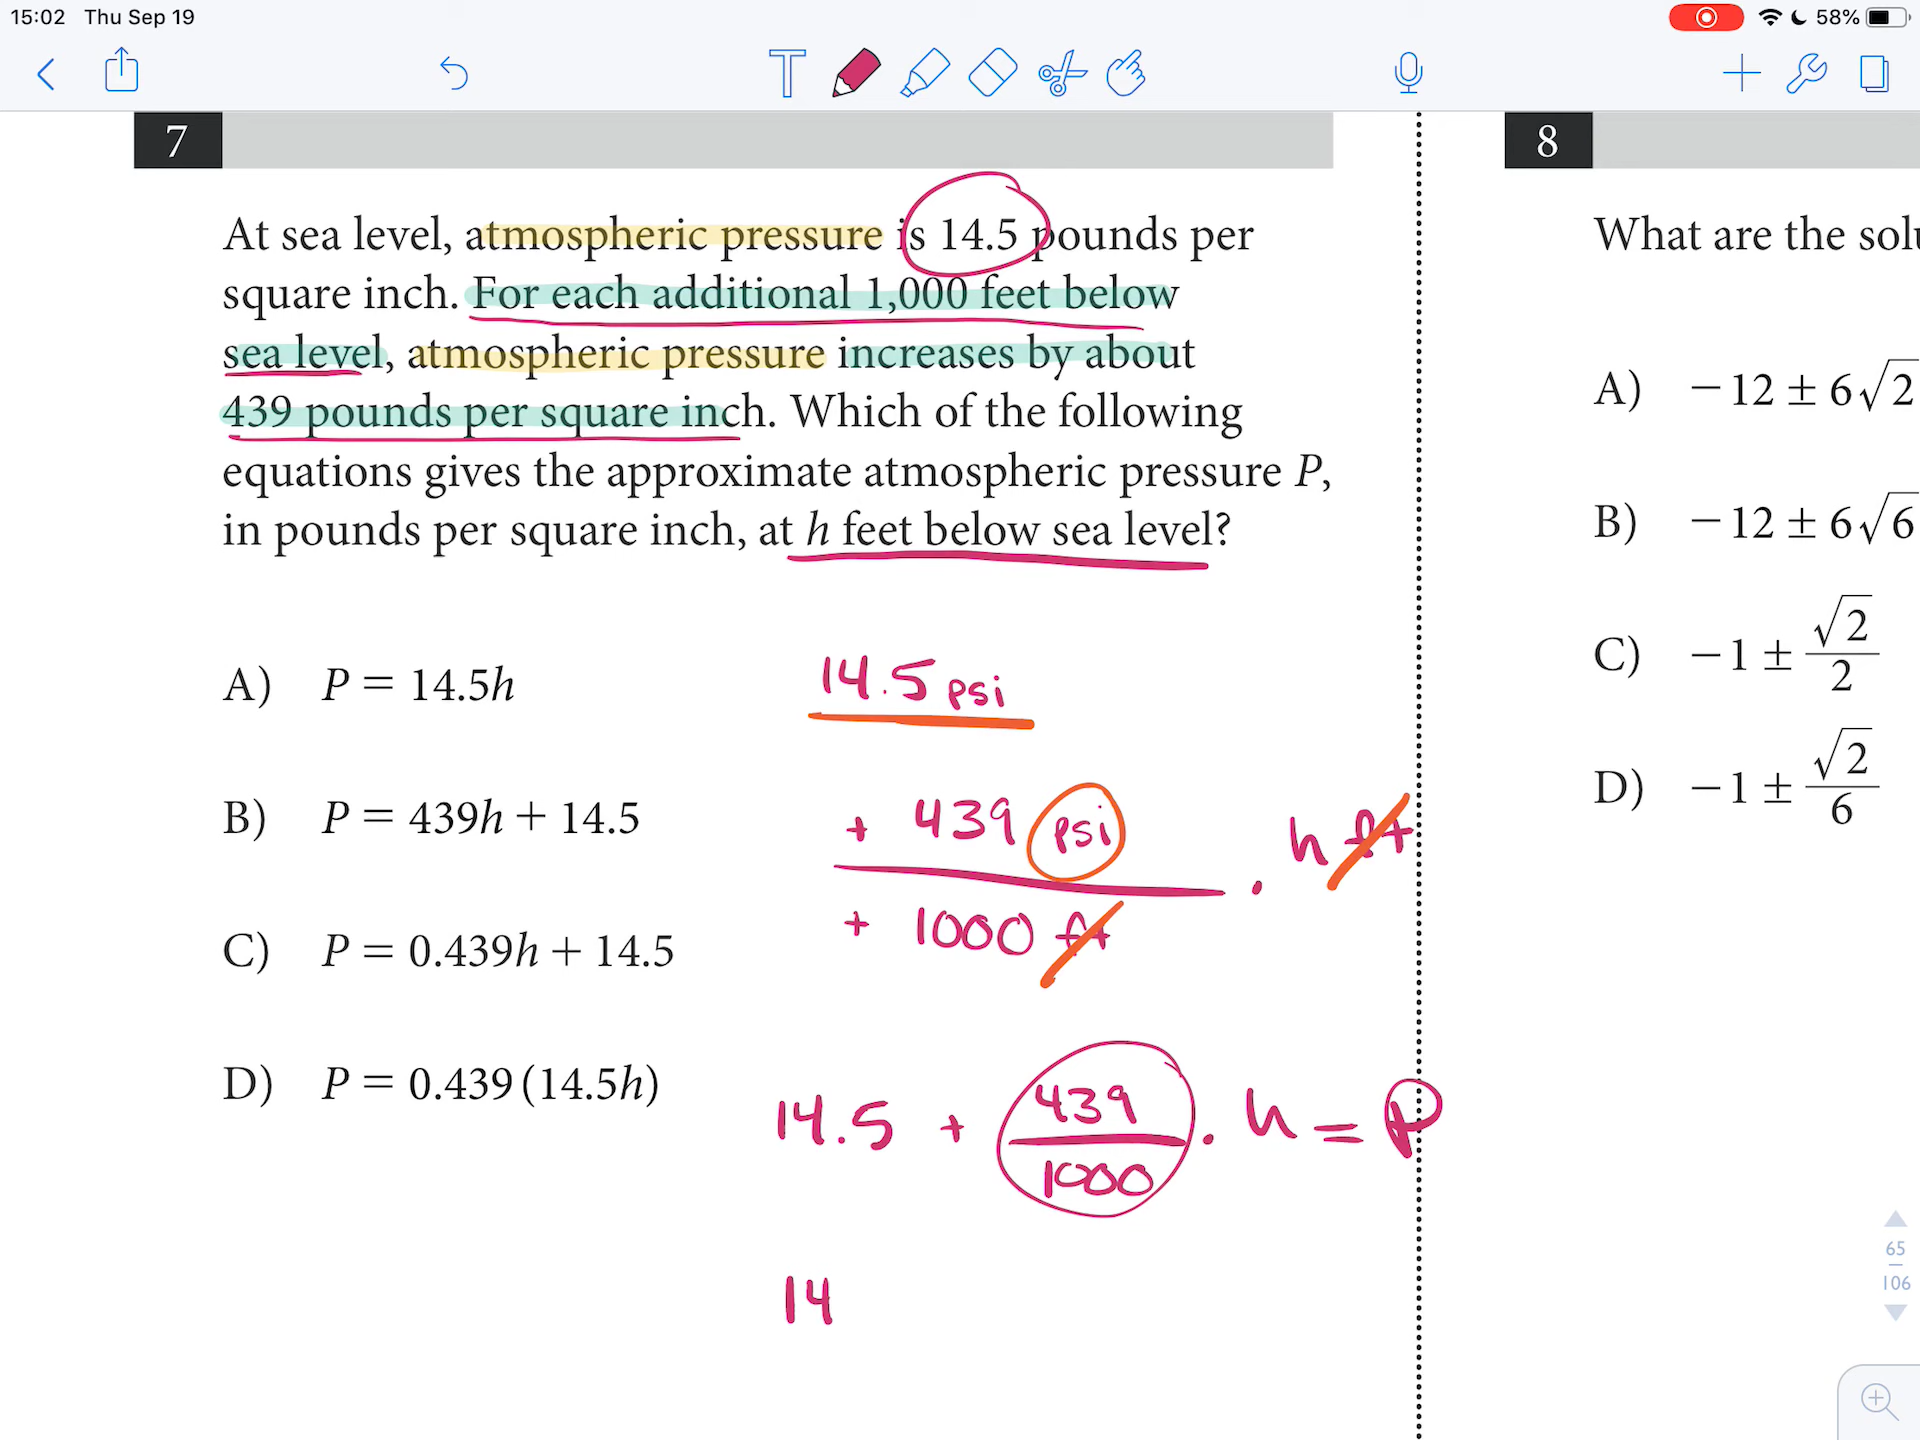 15:02 Thu Sep 19
58%
7
At sea level, atmospheric pressure is 14.5 pounds per
square inch. For each additional 1,000 feet below
sea level, atmospheric pressure increases by about
439 pounds per square inch. Which of the following
equations gives the approximate atmospheric pressure P,
in pounds per square inch, at h feet below sea level?
A) P = 14.5h
B) P = 439h + 14.5
C) P = 0.439h + 14.5
D) P = 0.439(14.5h)
14.5 psi
+ 439 psi
+ 1000 ft
· h ft
14.5 + 439/1000 · h = P
14
8
What are the
A) −12 ± 6√2
B) −12 ± 6√6
C) −1 ± √2/2
D) −1 ± √2/6
65
106